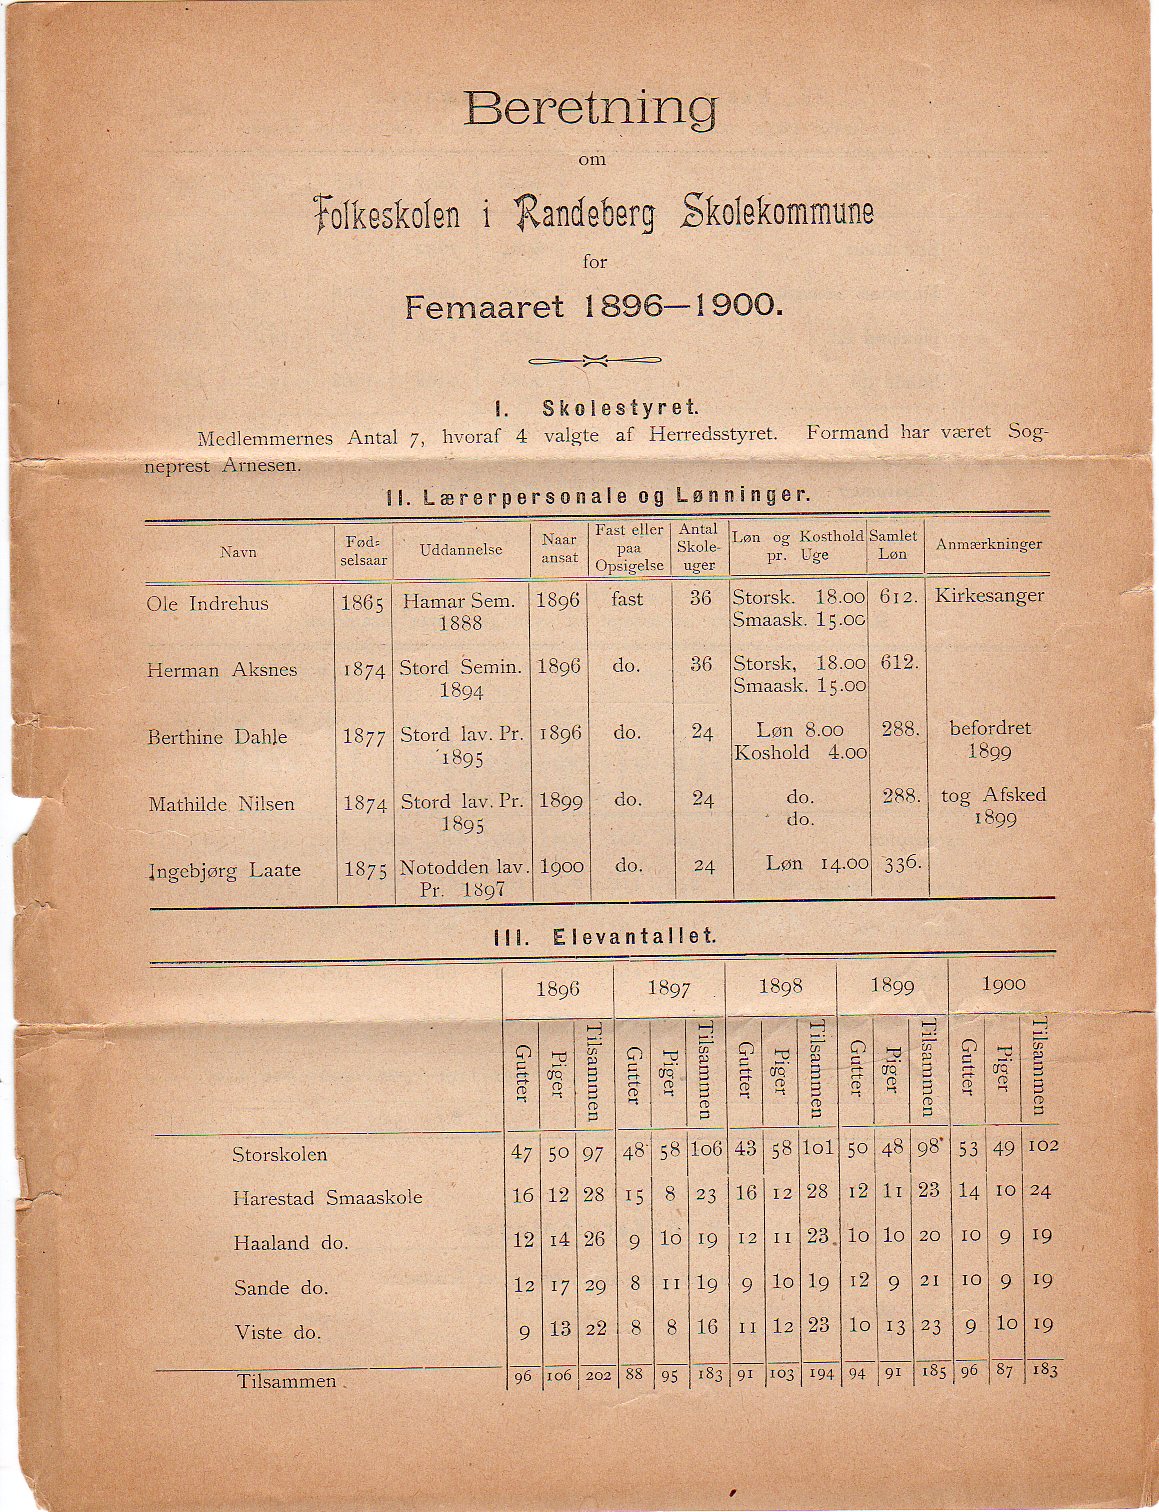 Beretning
om
Folkeskolen i Randeberg Skolekommune
for
Femaaret 1896—1900.
I. Skolestyret.
Medlemmernes Antal 7, hvoraf 4 valgte af Herredsstyret. Formand har været Sog-
neprest Arnesen.
II. Lærerpersonale og Lønninger.
Navn | Fød-selsaar | Uddannelse | Naar ansat | Fast eller paa Opsigelse | Antal Skole-uger | Løn og Kosthold pr. Uge | Samlet Løn | Anmærkninger
Ole Indrehus 1865 Hamar Sem. 1896 fast 36 Storsk. 18.00 612. Kirkesanger
1888 Smaask. 15.00
Herman Aksnes 1874 Stord Semin. 1896 do. 36 Storsk, 18.00 612.
1894 Smaask. 15.00
Berthine Dahle 1877 Stord lav. Pr. 1896 do. 24 Løn 8.00 288. befordret
1895 Koshold 4.00 1899
Mathilde Nilsen 1874 Stord lav. Pr. 1899 do. 24 do. 288. tog Afsked
1895 do. 1899
Ingebjørg Laate 1875 Notodden lav. 1900 do. 24 Løn 14.00 336.
Pr. 1897
III. Elevantallet.
1896 1897 1898 1899 1900
Gutter Piger Tilsammen Gutter Piger Tilsammen Gutter Piger Tilsammen Gutter Piger Tilsammen Gutter Piger Tilsammen
Storskolen 47 50 97 48 58 106 43 58 101 50 48 98 53 49 102
Harestad Smaaskole 16 12 28 15 8 23 16 12 28 12 11 23 14 10 24
Haaland do. 12 14 26 9 10 19 12 11 23 10 10 20 10 9 19
Sande do. 12 17 29 8 11 19 9 10 19 12 9 21 10 9 19
Viste do. 9 13 22 8 8 16 11 12 23 10 13 23 9 10 19
Tilsammen 96 106 202 88 95 183 91 103 194 94 91 185 96 87 183